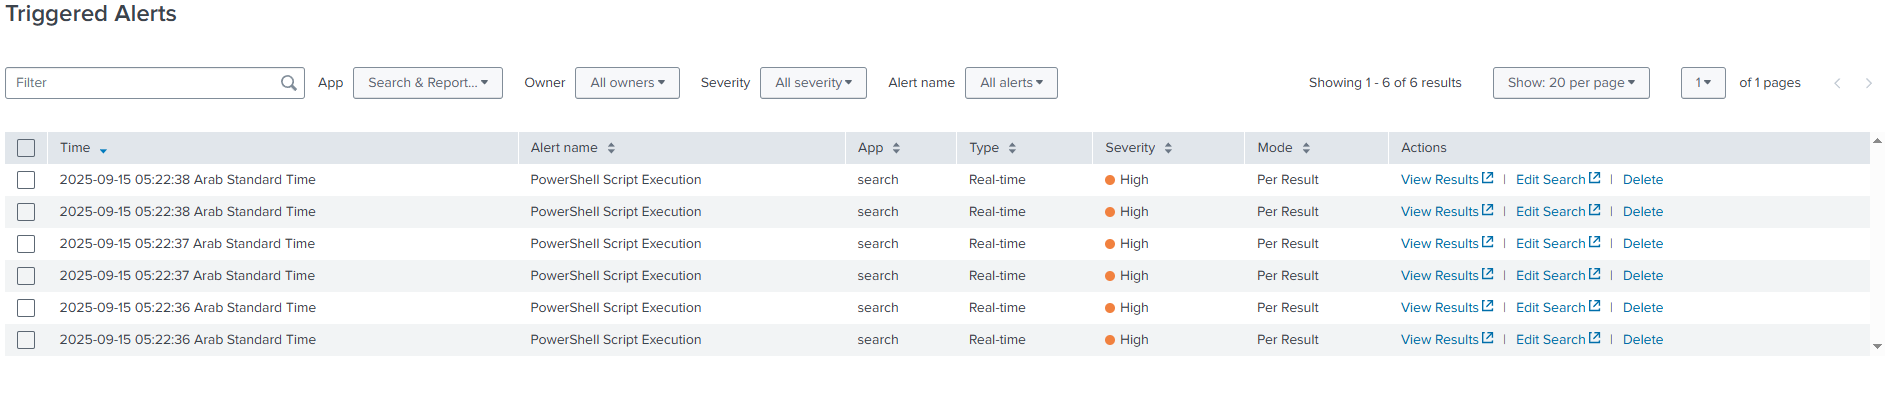 Triggered Alerts
Filter App Search & Report... Owner All owners Severity All severity Alert name All alerts Showing 1 - 6 of 6 results Show: 20 per page 1 of 1 pages
Time Alert name App Type Severity Mode Actions
2025-09-15 05:22:38 Arab Standard Time PowerShell Script Execution search Real-time High Per Result View Results | Edit Search | Delete
2025-09-15 05:22:38 Arab Standard Time PowerShell Script Execution search Real-time High Per Result View Results | Edit Search | Delete
2025-09-15 05:22:37 Arab Standard Time PowerShell Script Execution search Real-time High Per Result View Results | Edit Search | Delete
2025-09-15 05:22:37 Arab Standard Time PowerShell Script Execution search Real-time High Per Result View Results | Edit Search | Delete
2025-09-15 05:22:36 Arab Standard Time PowerShell Script Execution search Real-time High Per Result View Results | Edit Search | Delete
2025-09-15 05:22:36 Arab Standard Time PowerShell Script Execution search Real-time High Per Result View Results | Edit Search | Delete